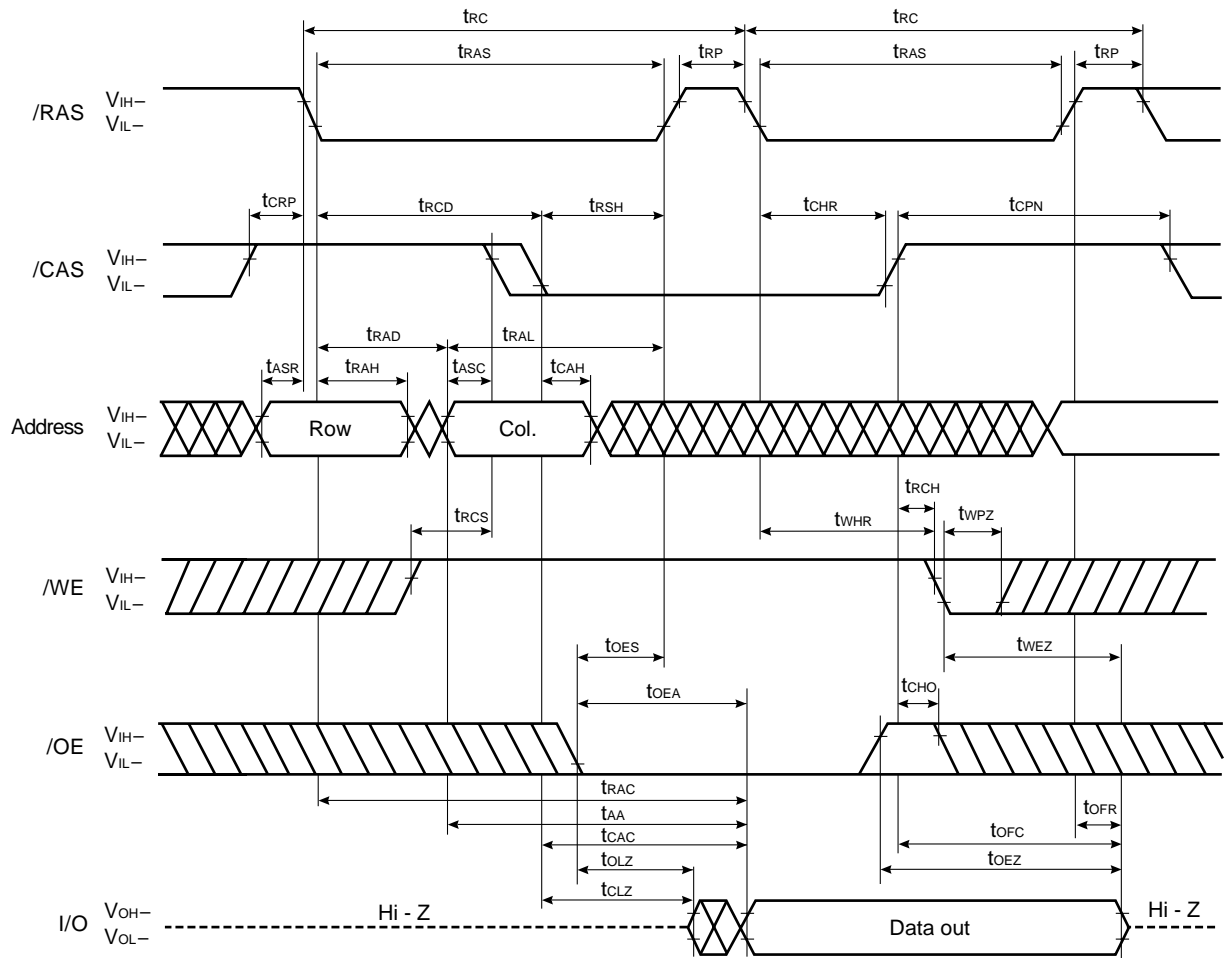 tRC tRC
tRAS tRP tRAS tRP
/RAS VIH–
VIL–
tCRP tRCD tRSH tCHR tCPN
/CAS VIH–
VIL–
tRAD tRAL
tASR tRAH tASC tCAH
Address VIH–
VIL–
Row Col.
tRCH
tRCS tWHR tWPZ
/WE VIH–
VIL–
tOES tWEZ
tOEA tCHO
/OE VIH–
VIL–
tRAC
tAA tOFR
tCAC tOFC
tOLZ tOEZ
tCLZ
I/O VOH–
VOL–
Hi - Z Data out Hi - Z